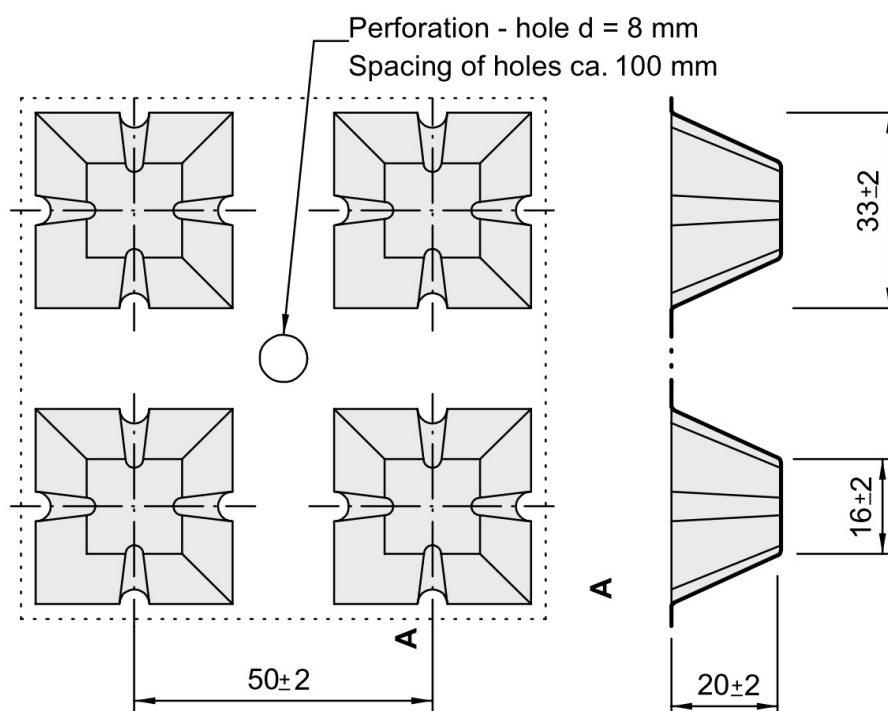 Perforation - hole d = 8 mm
Spacing of holes ca. 100 mm
33±2
16±2
A
A
50±2
20±2